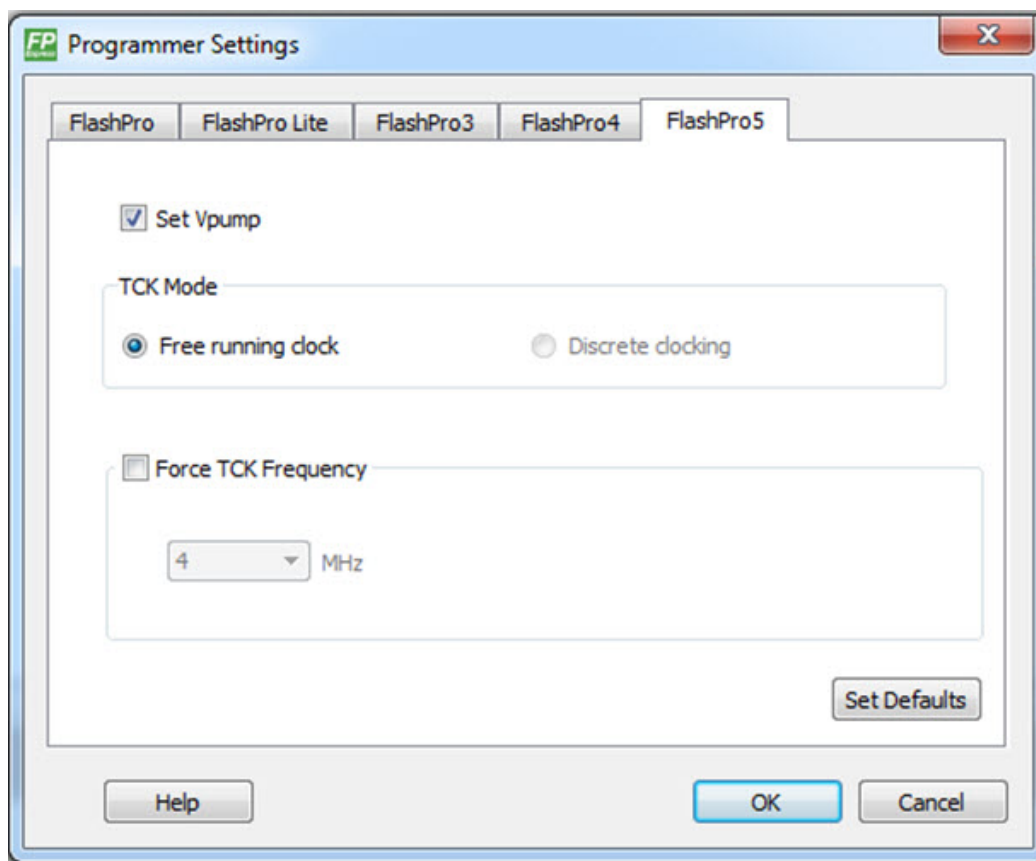 FP Express Programmer Settings
FlashPro FlashPro Lite FlashPro3 FlashPro4 FlashPro5
Set Vpump
TCK Mode
Free running clock Discrete clocking
Force TCK Frequency
4 MHz
Set Defaults
Help OK Cancel